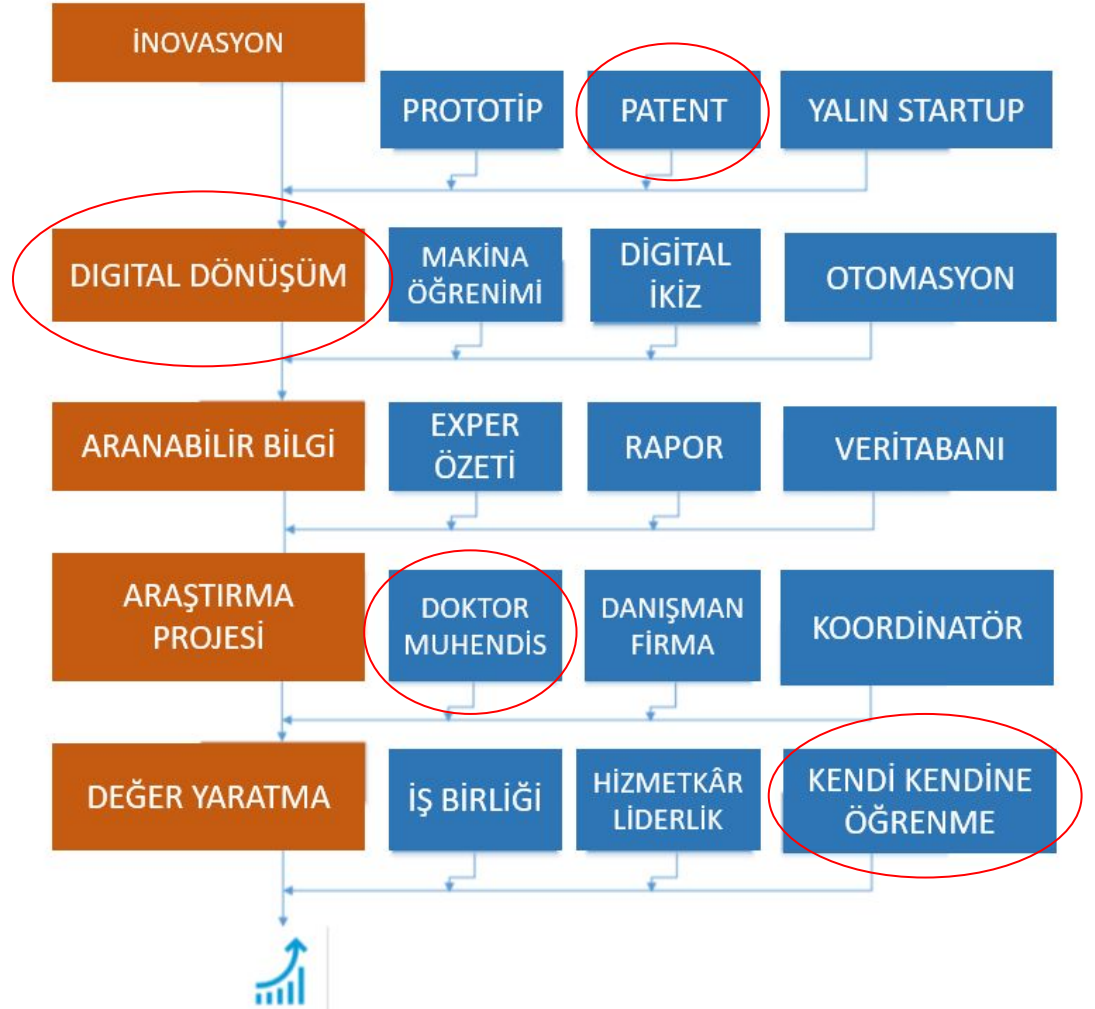 İNOVASYON
PROTOTİP
PATENT
YALIN STARTUP
DIGITAL DÖNÜŞÜM
MAKİNA
ÖĞRENİMİ
DİGİTAL
İKİZ
OTOMASYON
ARANABİLİR BİLGİ
EXPER
ÖZETİ
RAPOR
VERİTABANI
ARAŞTIRMA
PROJESİ
DOKTOR
MUHENDİS
DANIŞMAN
FİRMA
KOORDİNATÖR
DEĞER YARATMA
İŞ BİRLİĞİ
HİZMETKÂR
LİDERLİK
KENDİ KENDİNE
ÖĞRENME